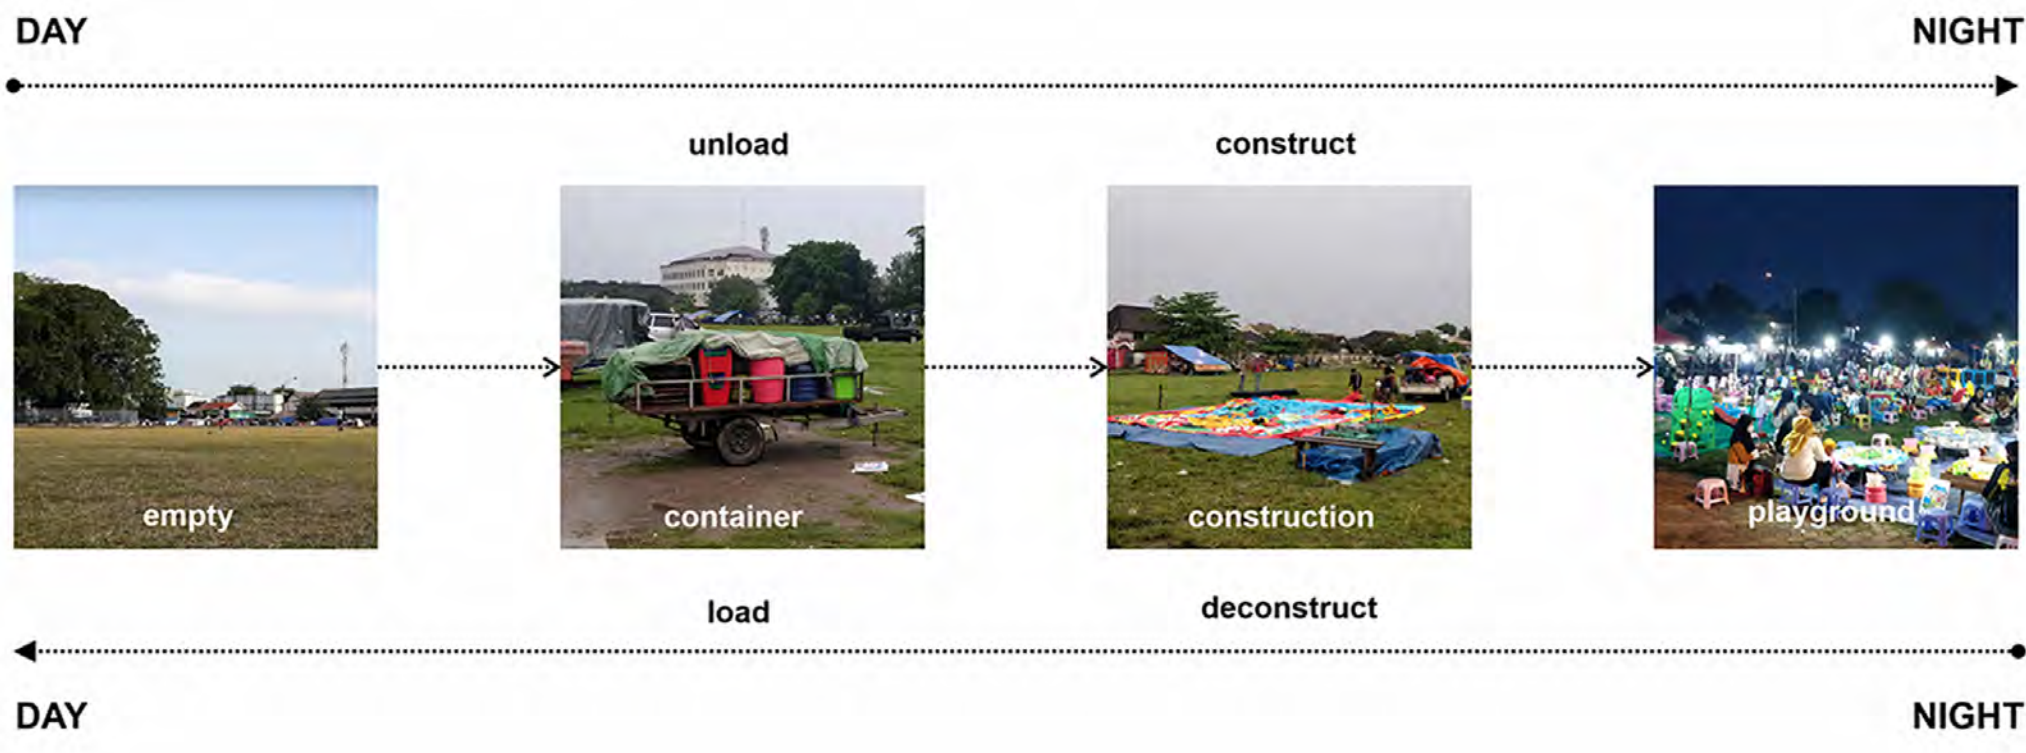 DAY
NIGHT
unload
construct
empty
container
construction
playground
load
deconstruct
DAY
NIGHT